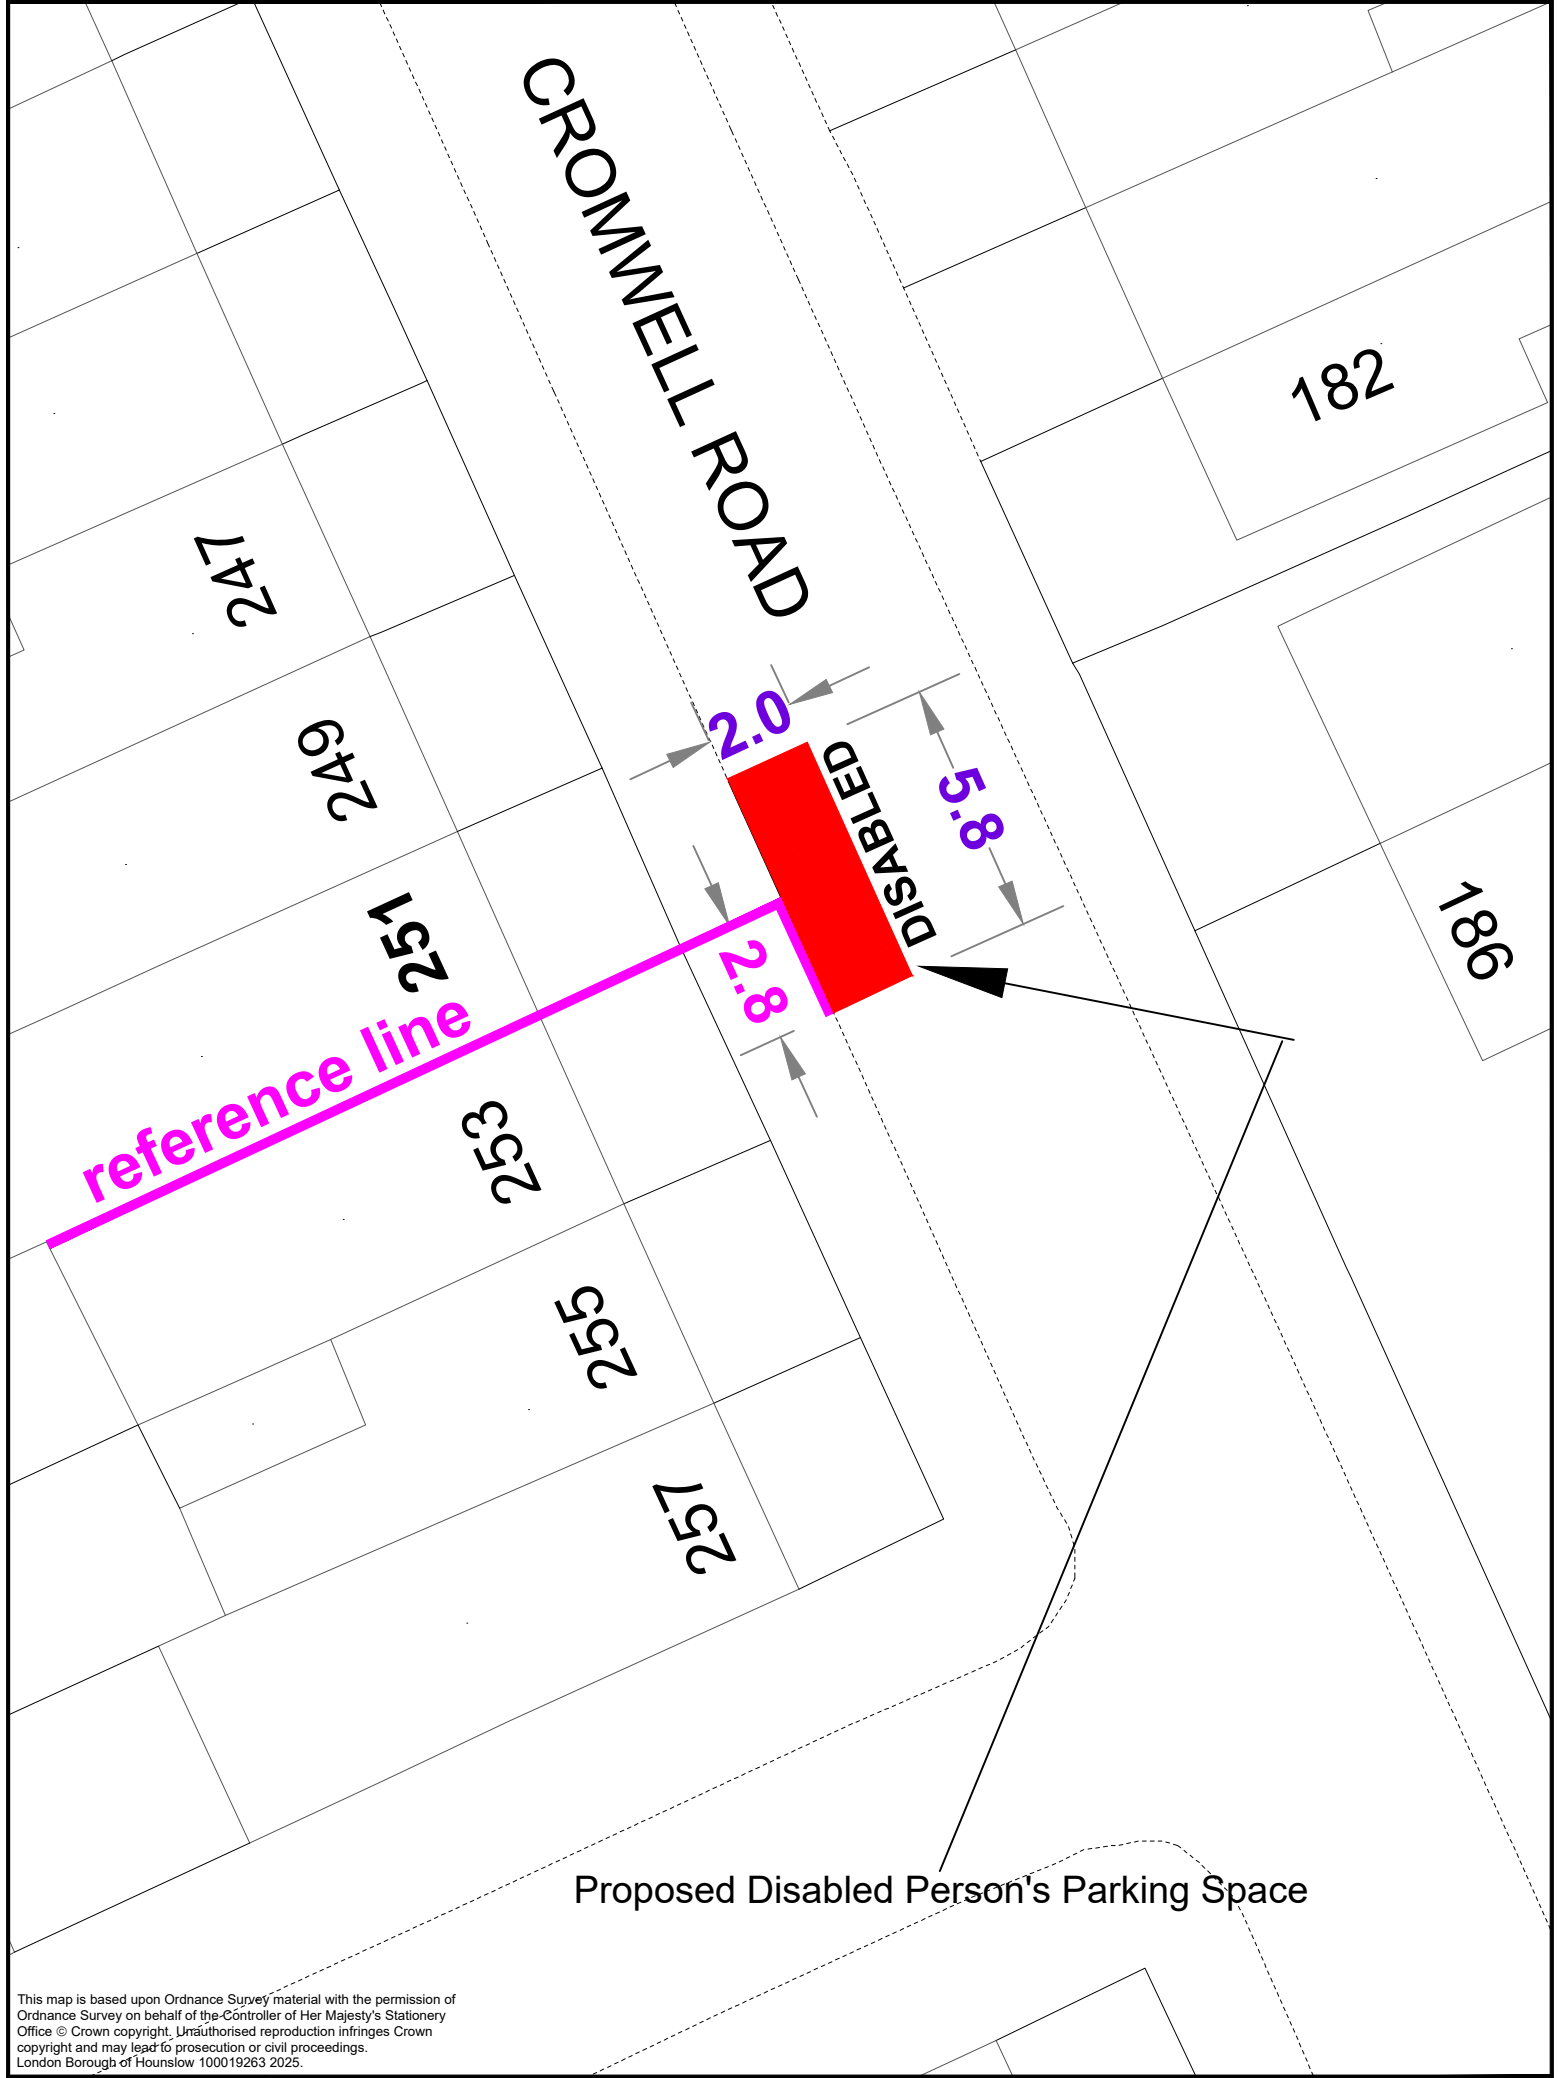 CROMWELL ROAD
182
247
2.0
249
DISABLED
5.8
251
186
2.8
reference line
253
255
257
Proposed Disabled Person's Parking Space
This map is based upon Ordnance Survey material with the permission of
Ordnance Survey on behalf of the Controller of Her Majesty's Stationery
Office © Crown copyright. Unauthorised reproduction infringes Crown
copyright and may lead to prosecution or civil proceedings.
London Borough of Hounslow 100019263 2025.